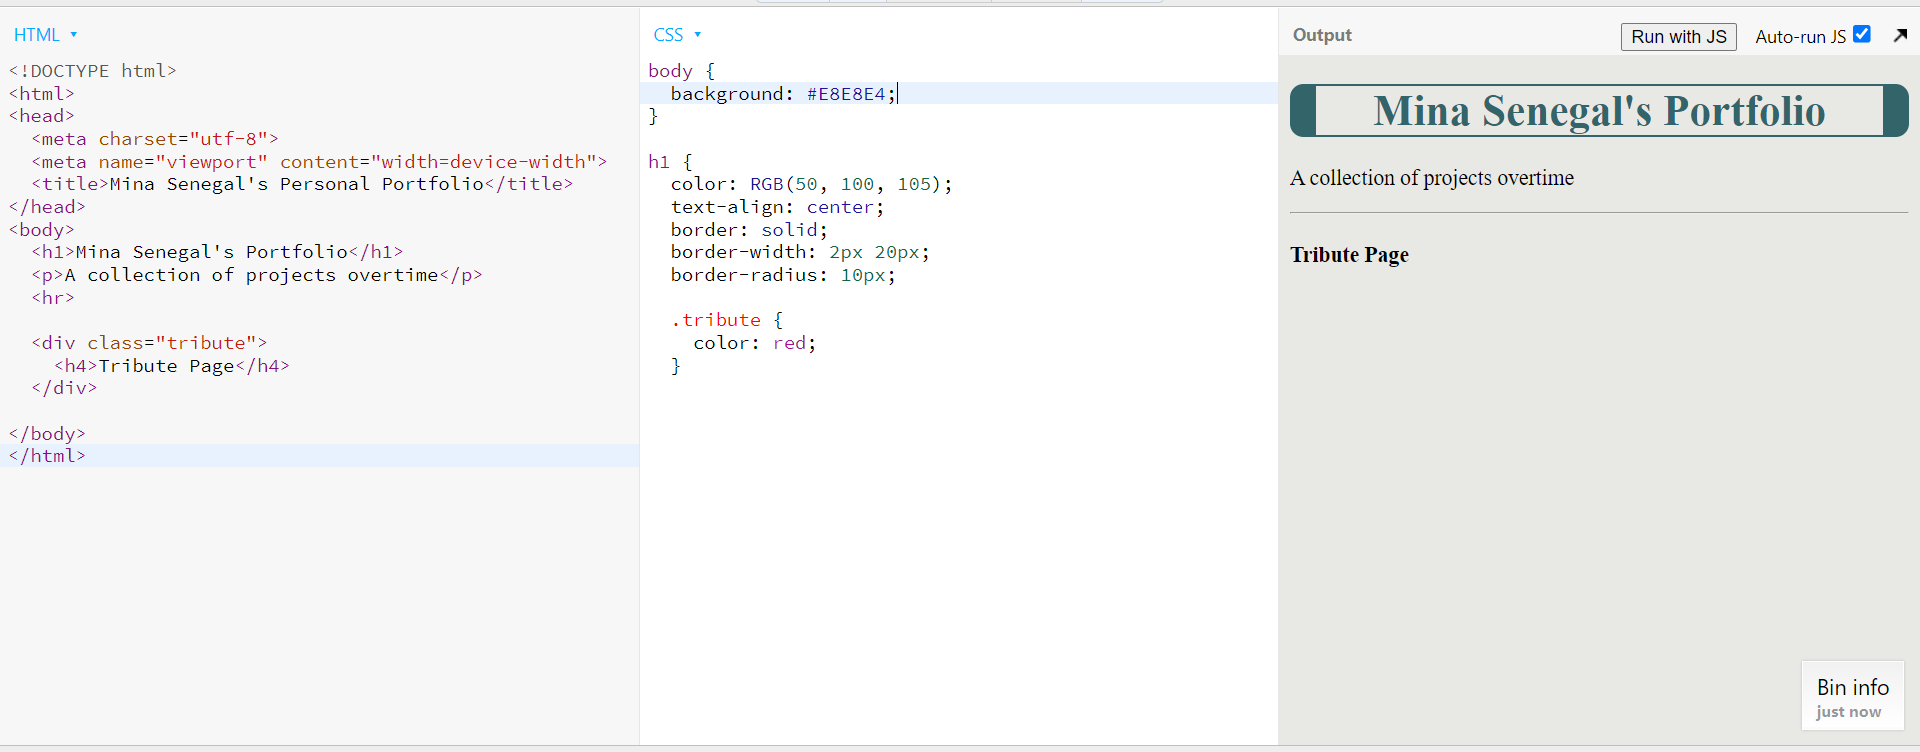 HTML
<!DOCTYPE html>
<html>
<head>
  <meta charset="utf-8">
  <meta name="viewport" content="width=device-width">
  <title>Mina Senegal's Personal Portfolio</title>
</head>
<body>
  <h1>Mina Senegal's Portfolio</h1>
  <p>A collection of projects overtime</p>
  <hr>
  <div class="tribute">
    <h4>Tribute Page</h4>
  </div>
</body>
</html>
CSS
body {
  background: #E8E8E4;
}
h1 {
  color: RGB(50, 100, 105);
  text-align: center;
  border: solid;
  border-width: 2px 20px;
  border-radius: 10px;
  .tribute {
    color: red;
  }
Output
Run with JS
Auto-run JS
Mina Senegal's Portfolio
A collection of projects overtime
Tribute Page
Bin info
just now